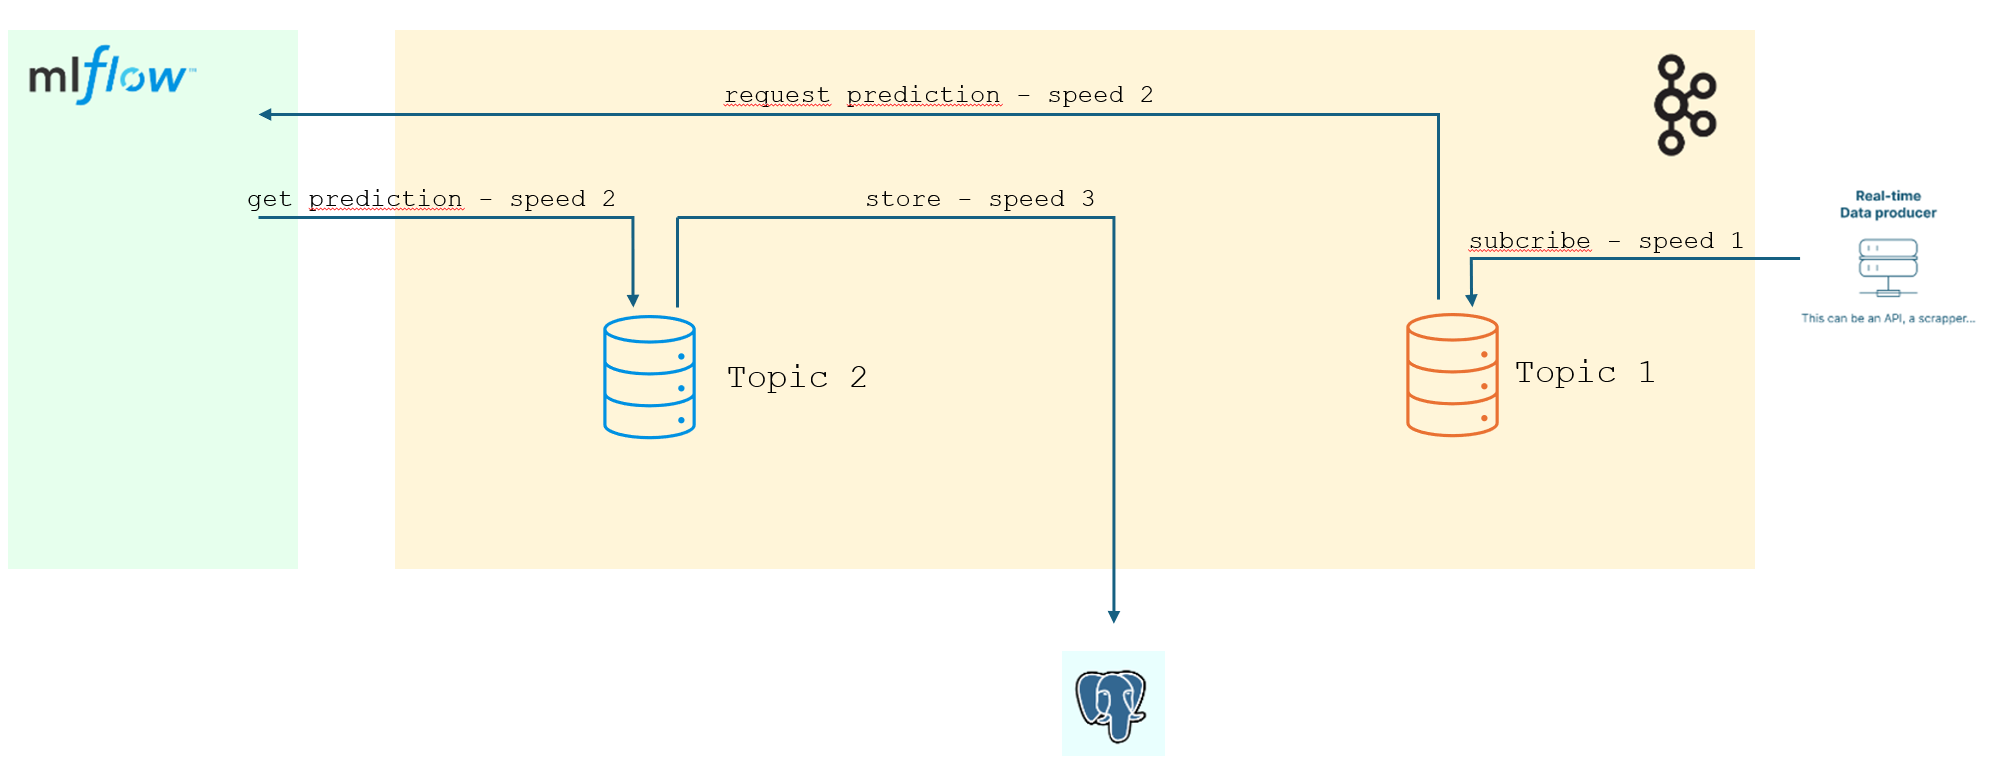 mlflow™
request prediction – speed 2
get prediction – speed 2
store – speed 3
Real-time
Data producer
subcribe – speed 1
This can be an API, a scrapper...
Topic 2
Topic 1